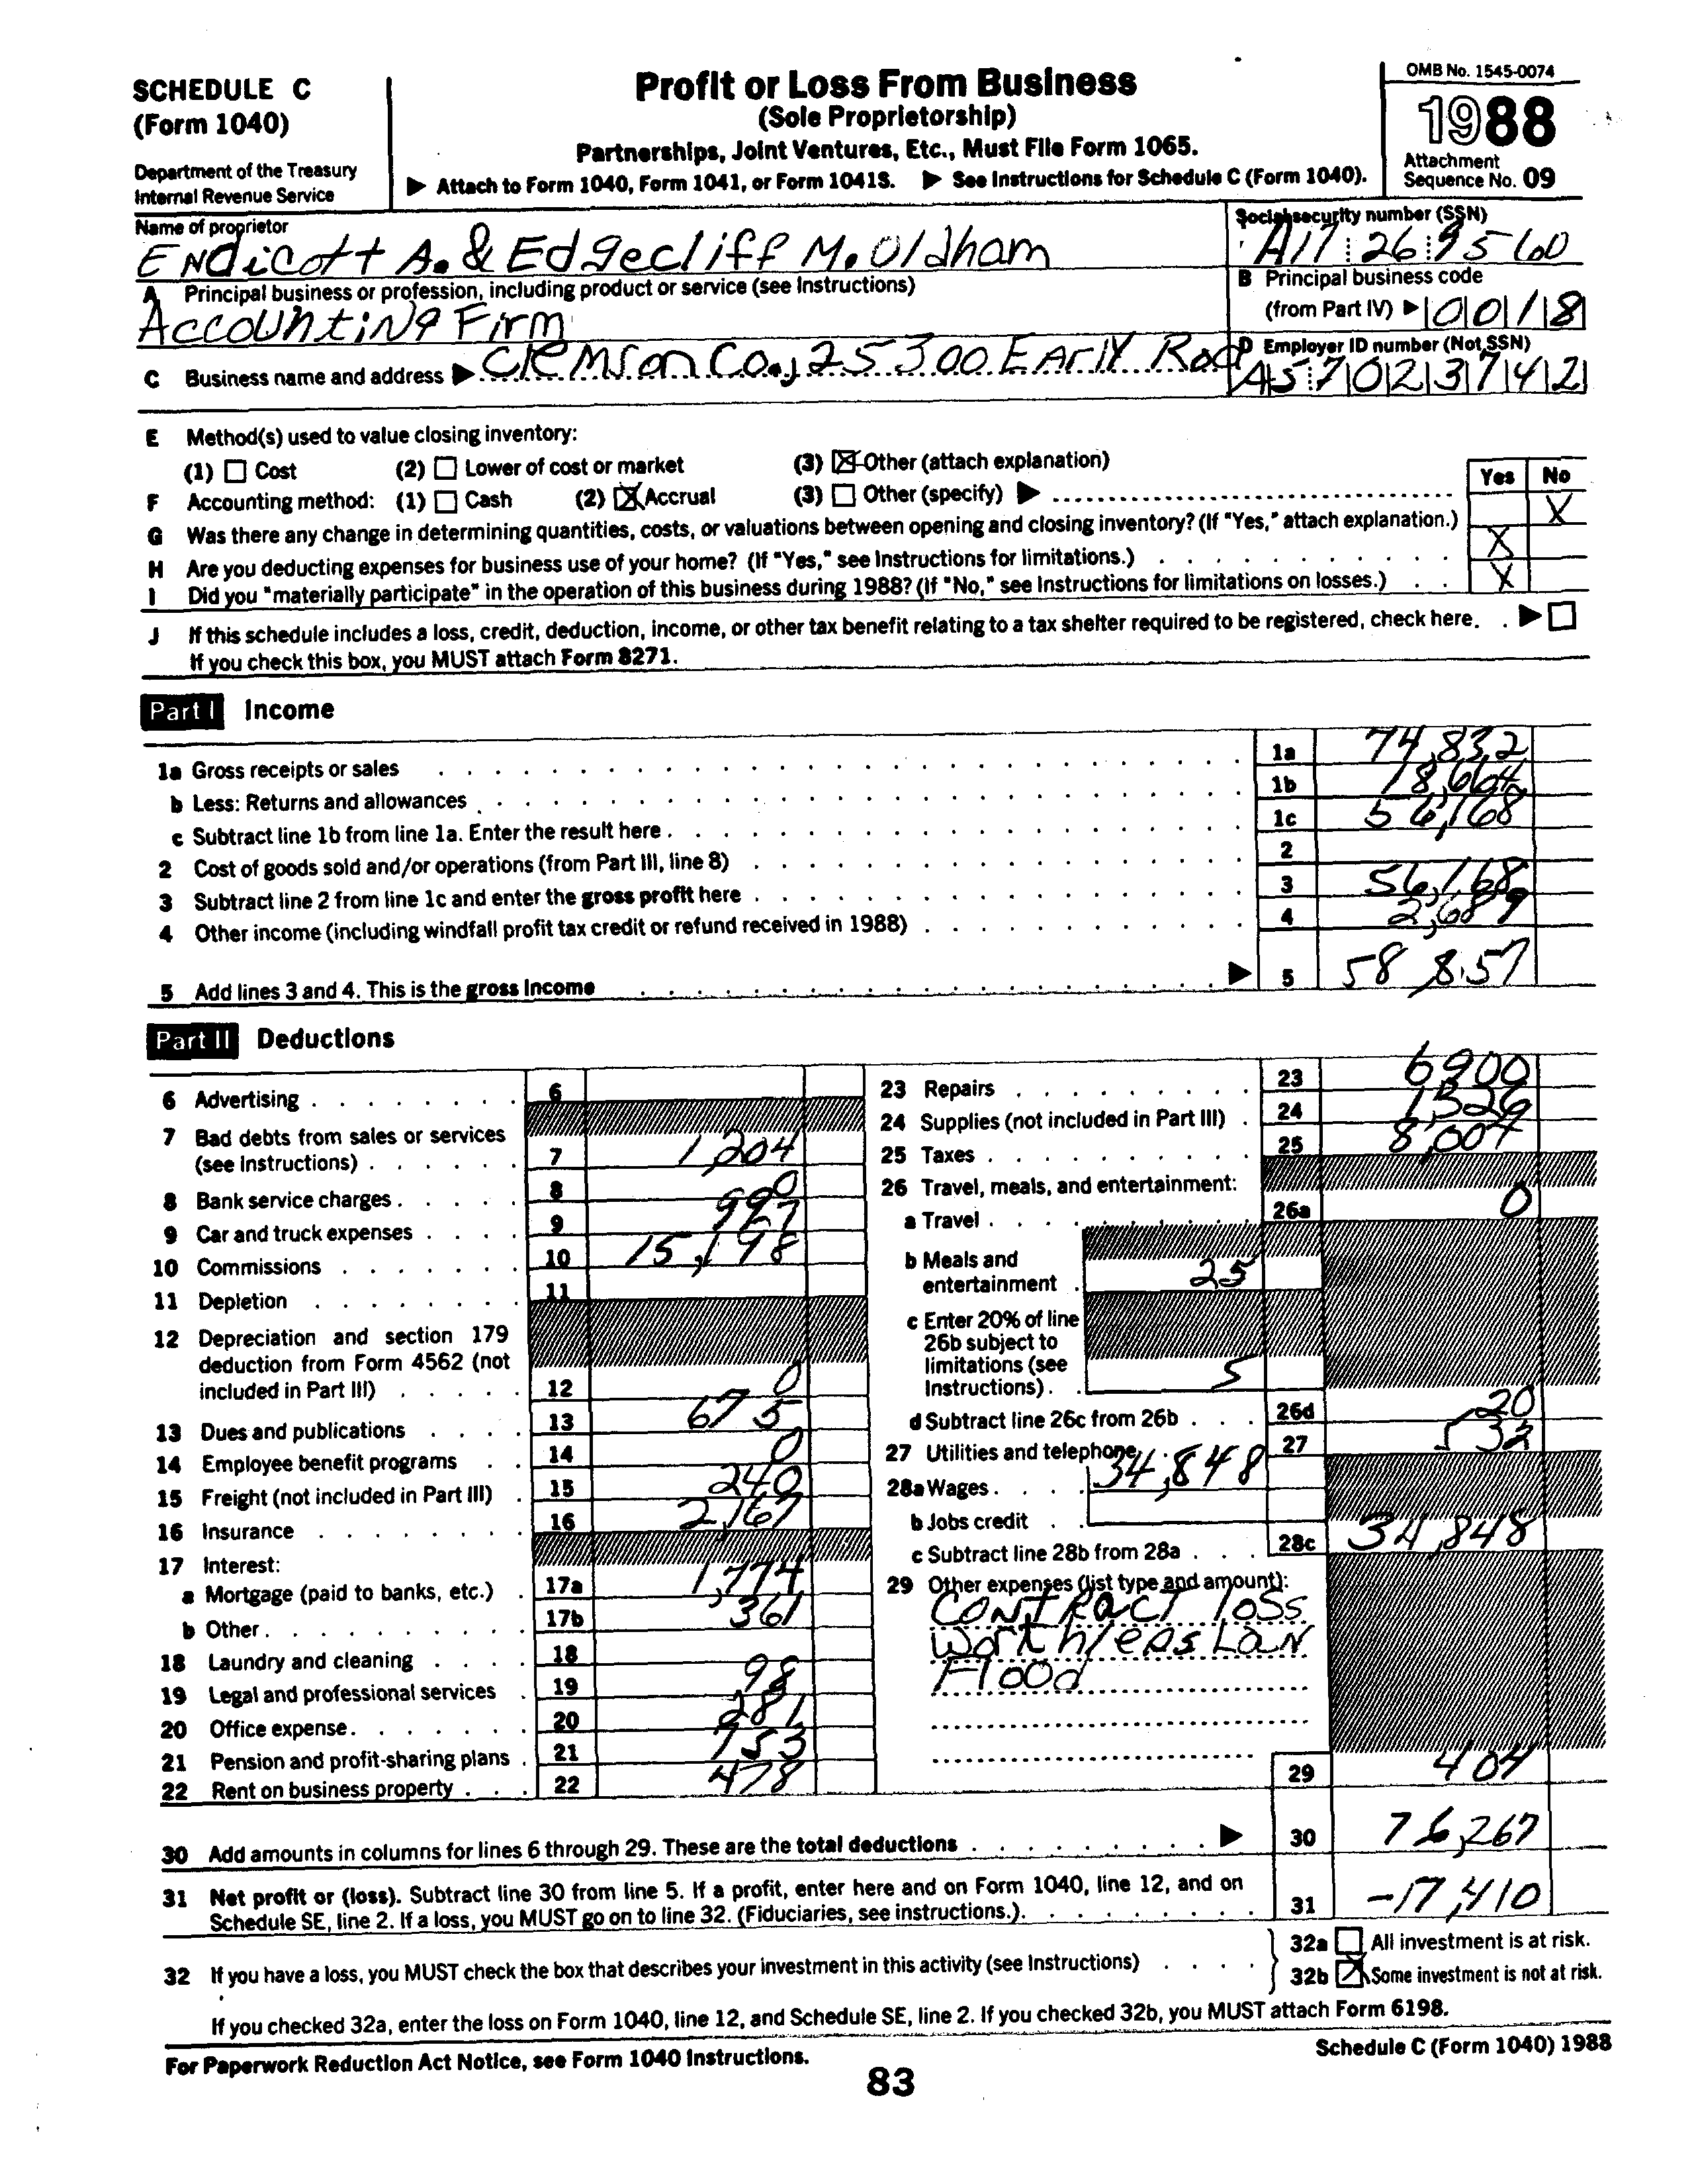 SCHEDULE C
(Form 1040)
Department of the Treasury
Internal Revenue Service
Profit or Loss From Business
(Sole Proprietorship)
Partnerships, Joint Ventures, Etc., Must File Form 1065.
▶ Attach to Form 1040, Form 1041, or Form 1041S. ▶ See Instructions for Schedule C (Form 1040).
OMB No. 1545-0074
1988
Attachment
Sequence No. 09
Name of proprietor
Endicott A. & Edgecliff M. Oldham
Social security number (SSN)
A17 26 9560
A Principal business or profession, including product or service (see Instructions)
Accounting Firm
B Principal business code
(from Part IV) ▶ 0018
C Business name and address ▶ Clemson Co., 25300 Early Rod
D Employer ID number (Not SSN)
A5 7023742
E Method(s) used to value closing inventory:
(1) ☐ Cost (2) ☐ Lower of cost or market (3) ☒ Other (attach explanation)
F Accounting method: (1) ☐ Cash (2) ☒ Accrual (3) ☐ Other (specify) ▶
Yes No
G Was there any change in determining quantities, costs, or valuations between opening and closing inventory? (If "Yes," attach explanation.) X
H Are you deducting expenses for business use of your home? (If "Yes," see Instructions for limitations.) X
I Did you "materially participate" in the operation of this business during 1988? (If "No," see Instructions for limitations on losses.) X
J If this schedule includes a loss, credit, deduction, income, or other tax benefit relating to a tax shelter required to be registered, check here. ▶ ☐
If you check this box, you MUST attach Form 8271.
Part I Income
1a Gross receipts or sales 1a 74,832
b Less: Returns and allowances 1b 18,664
c Subtract line 1b from line 1a. Enter the result here 1c 56,168
2 Cost of goods sold and/or operations (from Part III, line 8) 2
3 Subtract line 2 from line 1c and enter the gross profit here 3 56,168
4 Other income (including windfall profit tax credit or refund received in 1988) 4 2,689
5 Add lines 3 and 4. This is the gross income ▶ 5 58,857
Part II Deductions
6 Advertising 6
7 Bad debts from sales or services
(see Instructions) 7 1,204
8 Bank service charges 8 0
9 Car and truck expenses 9 997
10 Commissions 10 15,198
11 Depletion 11
12 Depreciation and section 179
deduction from Form 4562 (not
included in Part III) 12 0
13 Dues and publications 13 675
14 Employee benefit programs 14 0
15 Freight (not included in Part III) 15 240
16 Insurance 16 2,167
17 Interest:
a Mortgage (paid to banks, etc.) 17a 1,774
b Other 17b 361
18 Laundry and cleaning 18
19 Legal and professional services 19 98
20 Office expense 20 281
21 Pension and profit-sharing plans 21 753
22 Rent on business property 22 478
23 Repairs 23 6900
24 Supplies (not included in Part III) 24 1326
25 Taxes 25 8,007
26 Travel, meals, and entertainment:
a Travel 26a 0
b Meals and
entertainment 25
c Enter 20% of line
26b subject to
limitations (see
Instructions) 5
d Subtract line 26c from 26b 26d 20
27 Utilities and telephone 27 532
28a Wages 34,848
b Jobs credit
c Subtract line 28b from 28a 28c 34,848
29 Other expenses (list type and amount):
Contract loss
Worthless Lan
Flood
29 404
30 Add amounts in columns for lines 6 through 29. These are the total deductions ▶ 30 76,267
31 Net profit or (loss). Subtract line 30 from line 5. If a profit, enter here and on Form 1040, line 12, and on
Schedule SE, line 2. If a loss, you MUST go on to line 32. (Fiduciaries, see instructions.) 31 -17,410
32 If you have a loss, you MUST check the box that describes your investment in this activity (see Instructions)
32a ☐ All investment is at risk.
32b ☒ Some investment is not at risk.
If you checked 32a, enter the loss on Form 1040, line 12, and Schedule SE, line 2. If you checked 32b, you MUST attach Form 6198.
For Paperwork Reduction Act Notice, see Form 1040 Instructions.
Schedule C (Form 1040) 1988
83